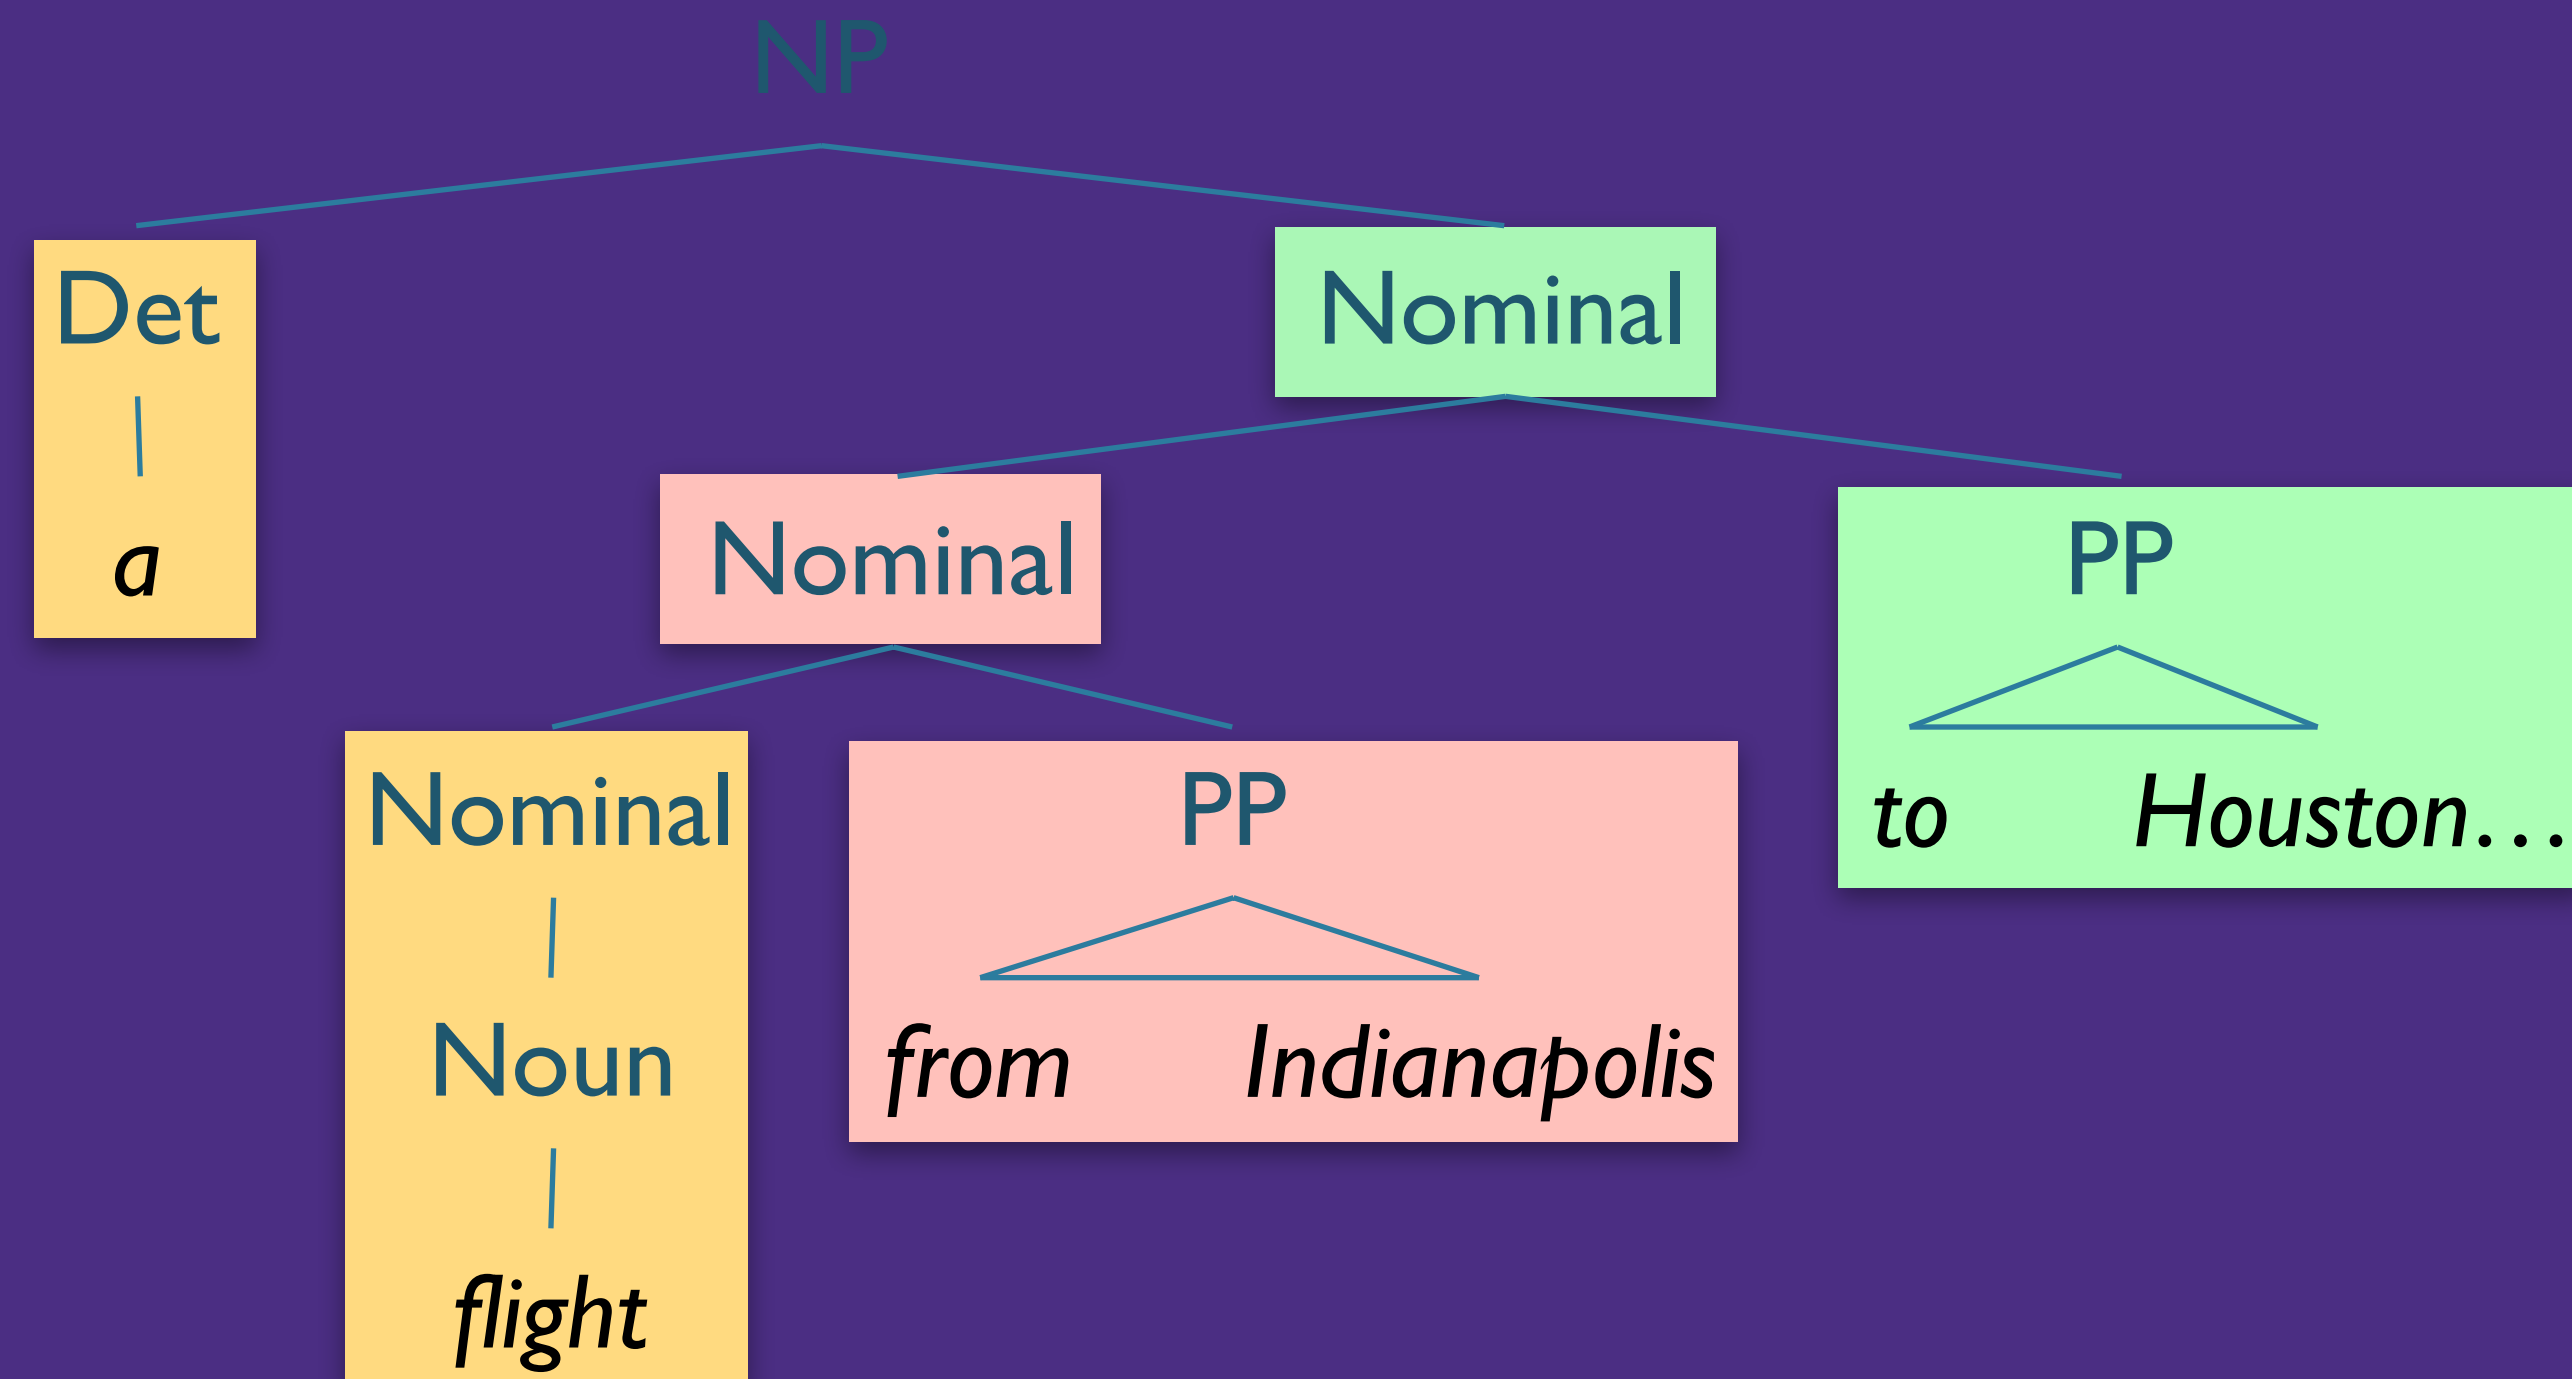 NP
Det Nominal
a Nominal PP
Nominal PP to Houston…
Noun from Indianapolis
flight